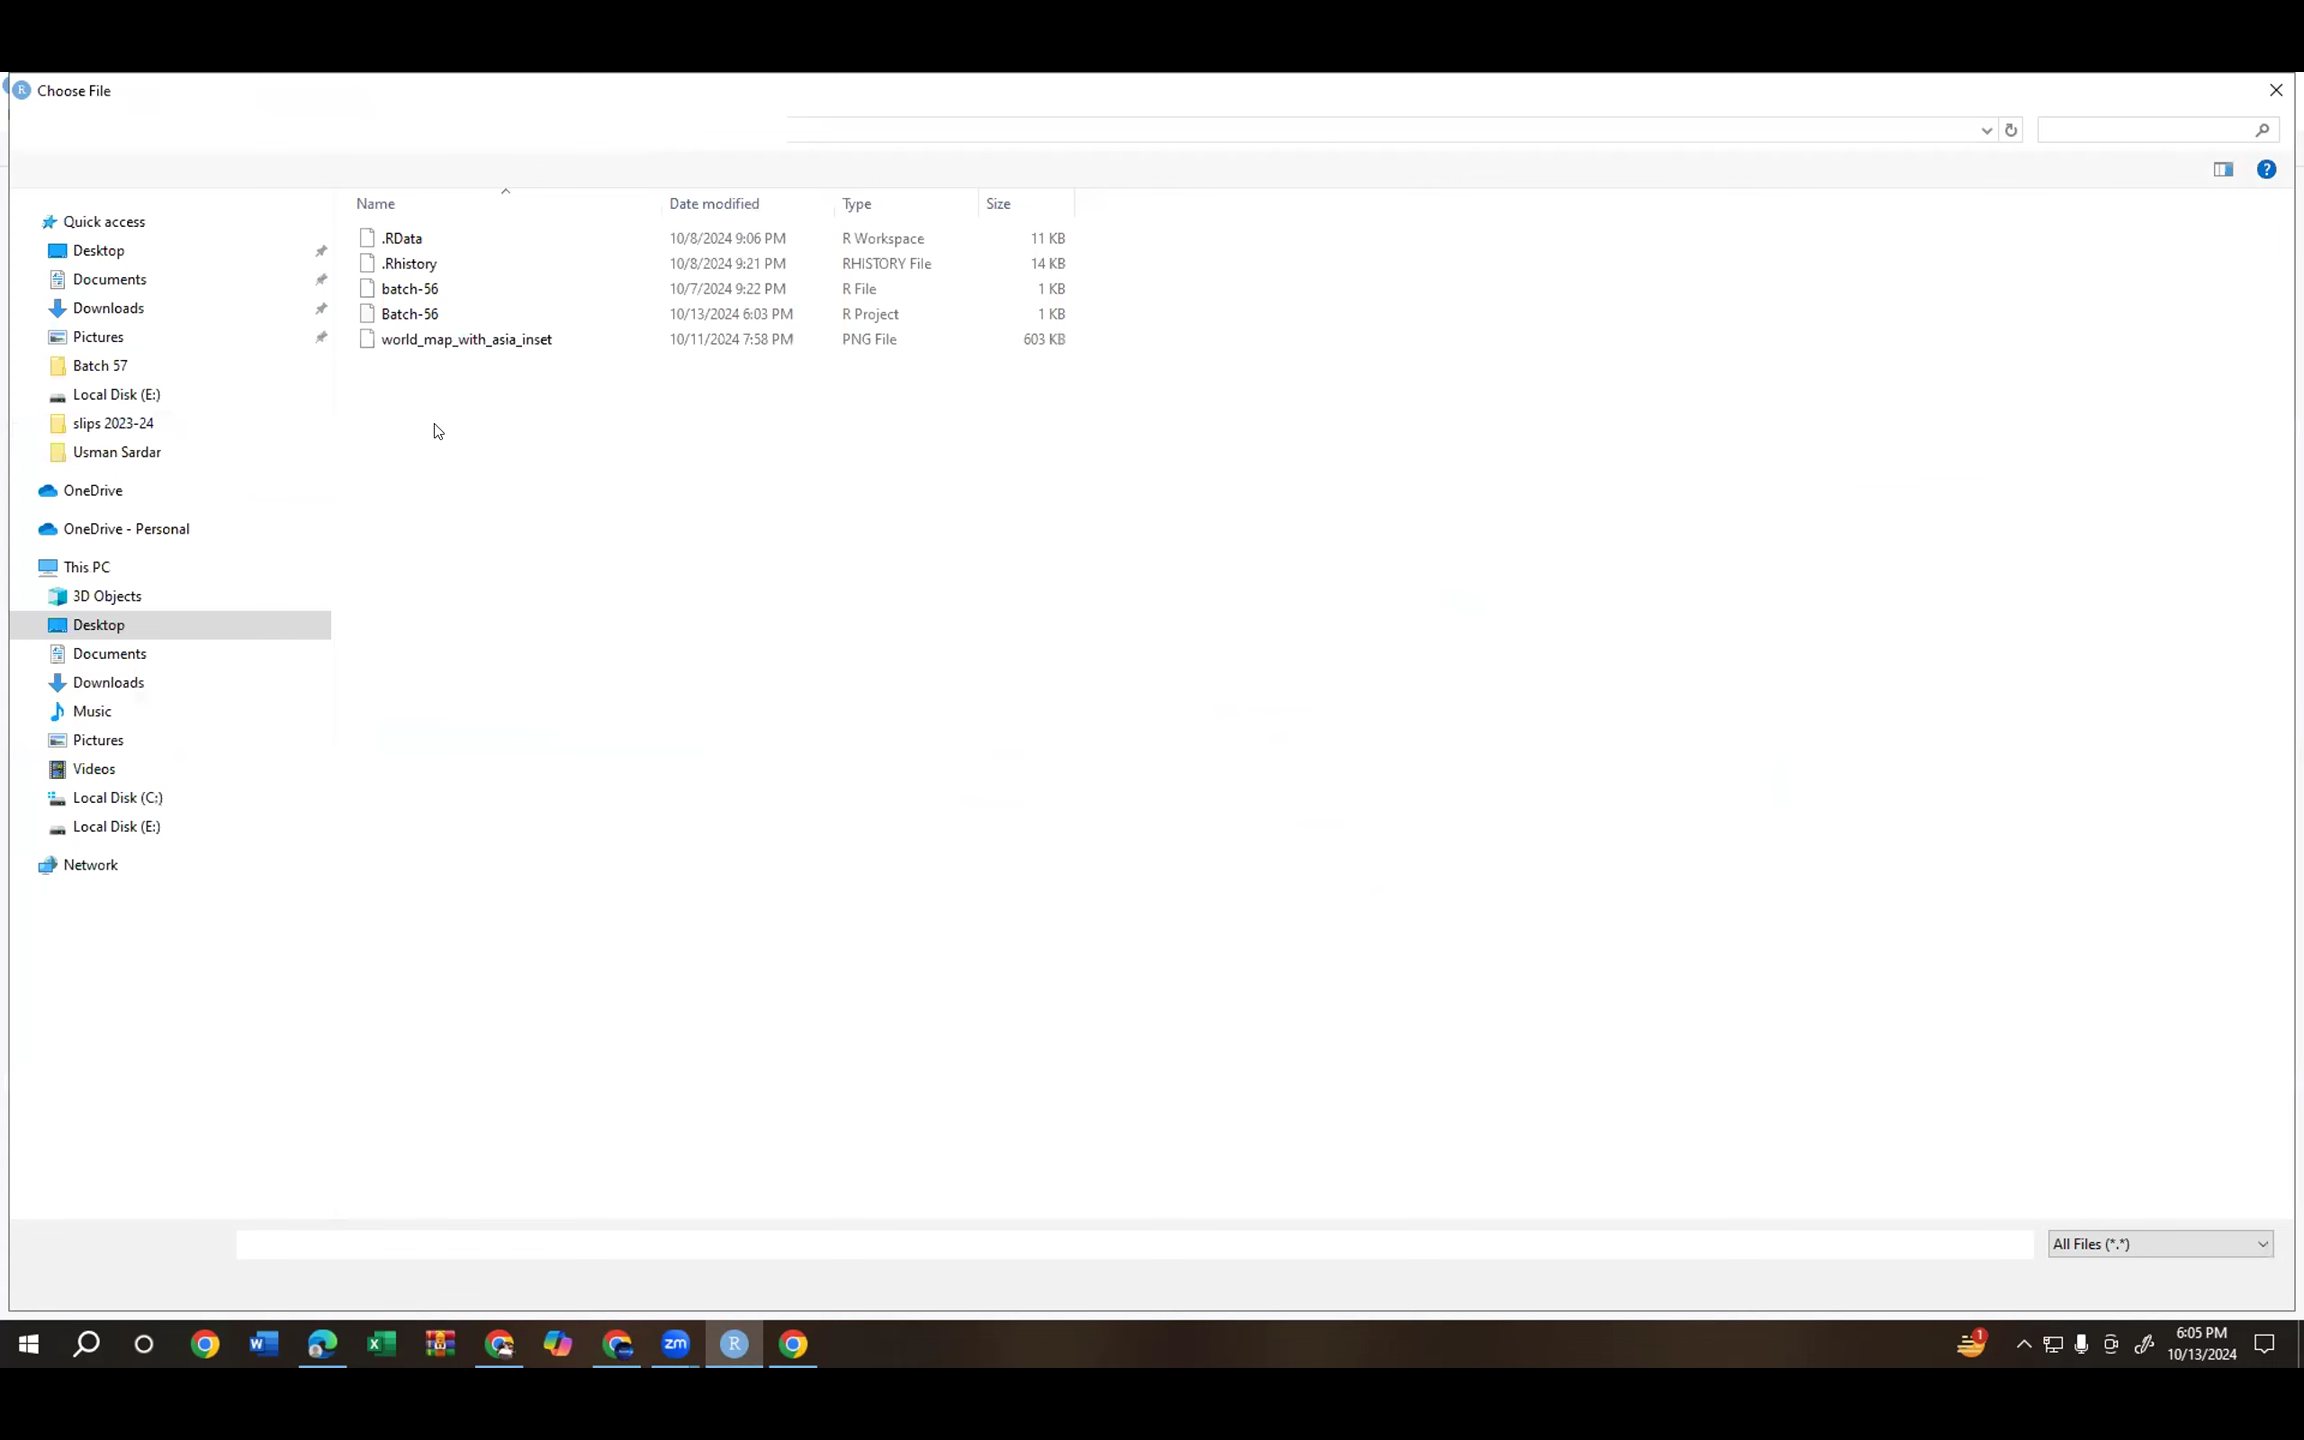 Choose File
Name Date modified Type Size
.RData 10/8/2024 9:06 PM R Workspace 11 KB
.Rhistory 10/8/2024 9:21 PM RHISTORY File 14 KB
batch-56 10/7/2024 9:22 PM R File 1 KB
Batch-56 10/13/2024 6:03 PM R Project 1 KB
world_map_with_asia_inset 10/11/2024 7:58 PM PNG File 603 KB
Quick access
Desktop
Documents
Downloads
Pictures
Batch 57
Local Disk (E:)
slips 2023-24
Usman Sardar
OneDrive
OneDrive - Personal
This PC
3D Objects
Desktop
Documents
Downloads
Music
Pictures
Videos
Local Disk (C:)
Local Disk (E:)
Network
All Files (*.*)
zm
R
1
6:05 PM
10/13/2024